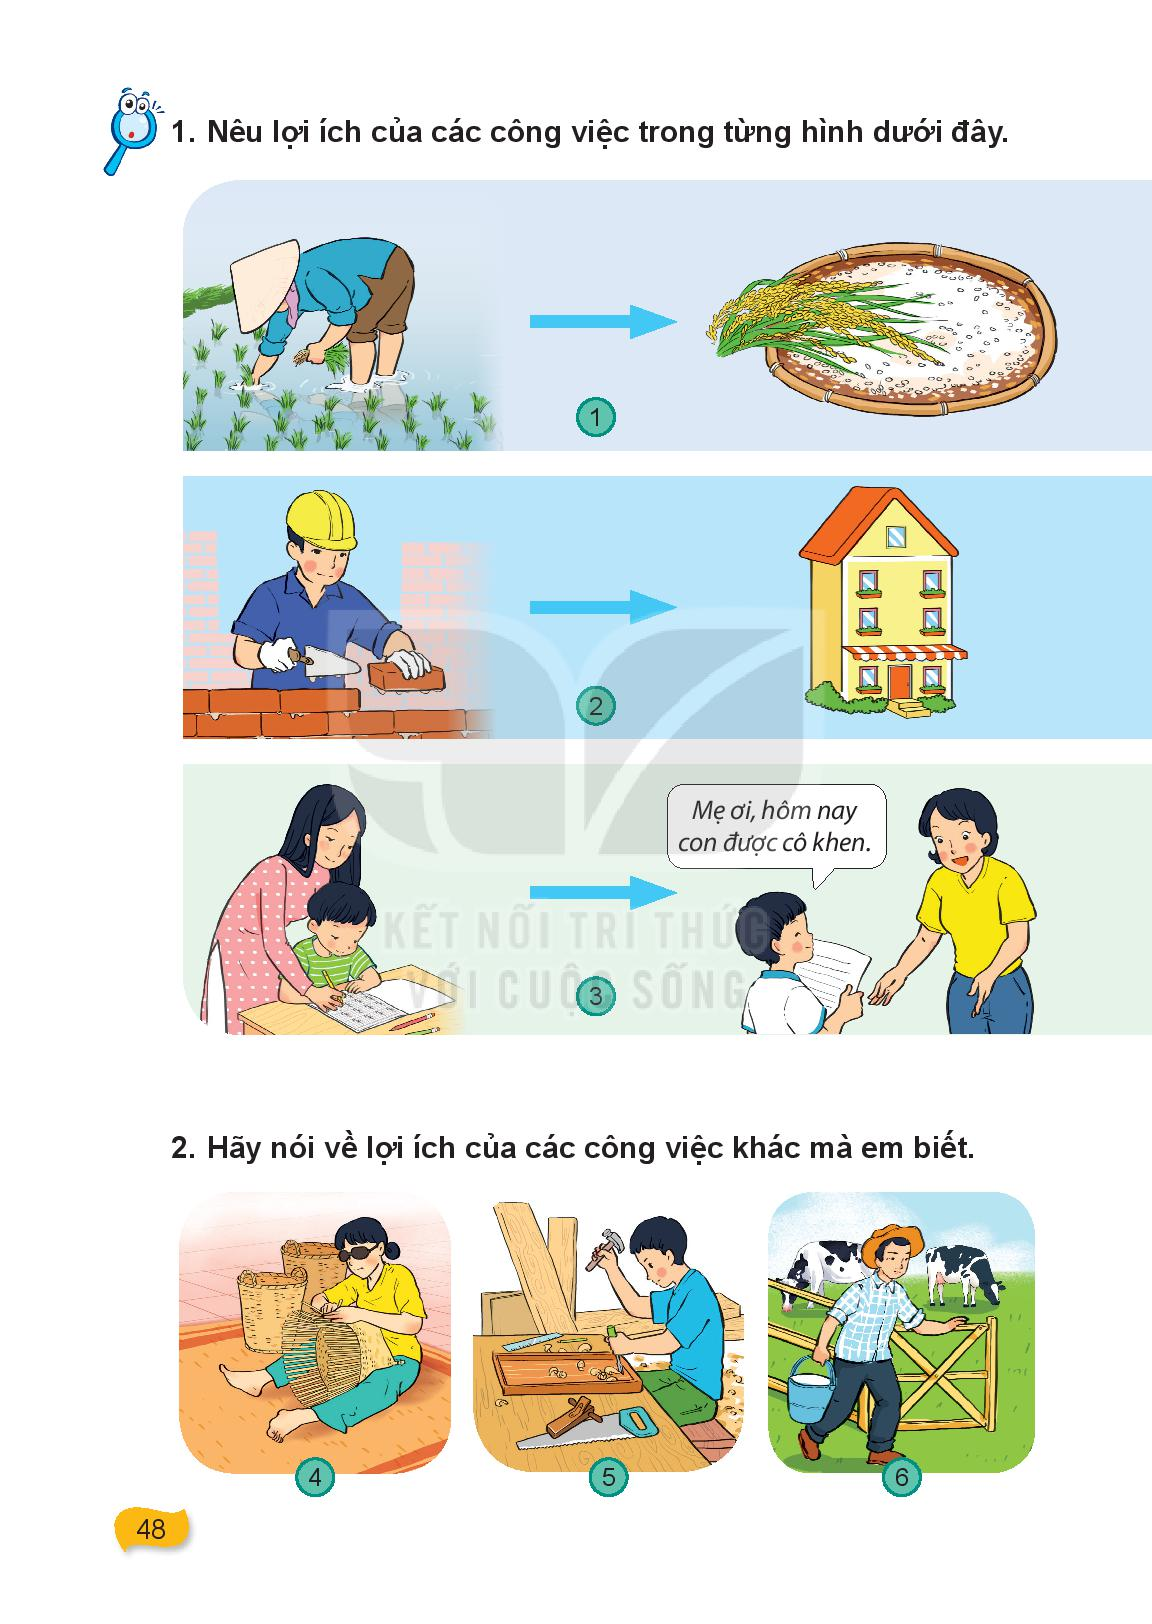 1. Nêu lợi ích của các công việc trong từng hình dưới đây.
1
2
Mẹ ơi, hôm nay
con được cô khen.
KẾT NỐI TRI THỨC
VỚI CUỘC SỐNG
3
2. Hãy nói về lợi ích của các công việc khác mà em biết.
4
5
6
48